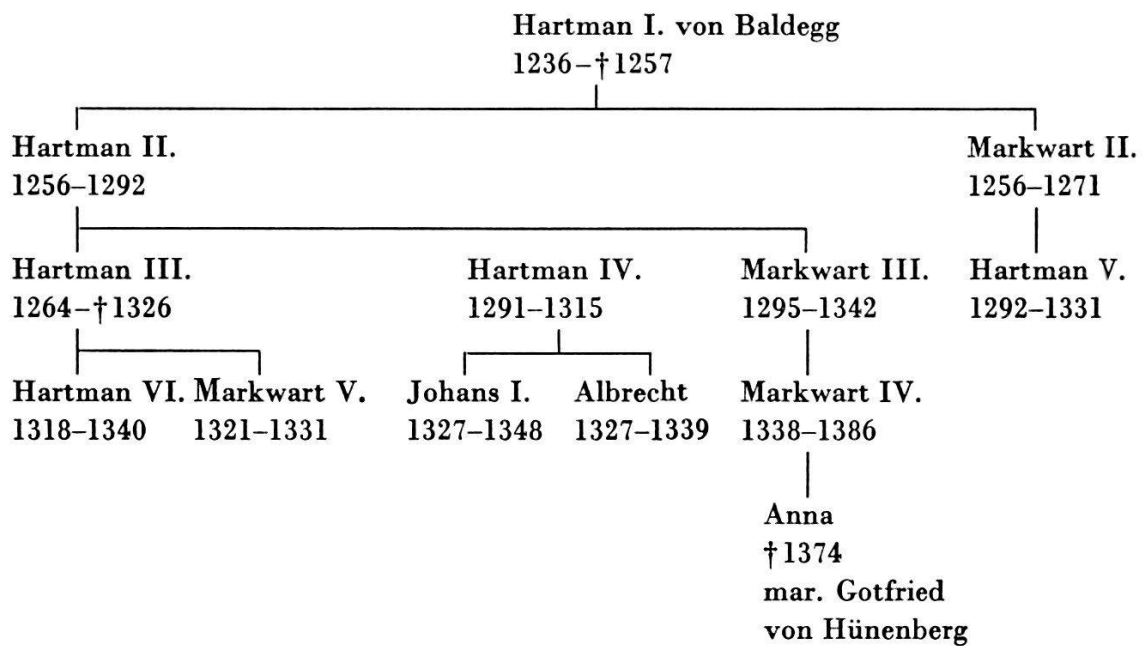 Hartman I. von Baldegg
1236–†1257
Hartman II.
1256–1292
Markwart II.
1256–1271
Hartman III.
1264–†1326
Hartman IV.
1291–1315
Markwart III.
1295–1342
Hartman V.
1292–1331
Hartman VI.
1318–1340
Markwart V.
1321–1331
Johans I.
1327–1348
Albrecht
1327–1339
Markwart IV.
1338–1386
Anna
†1374
mar. Gotfried
von Hünenberg